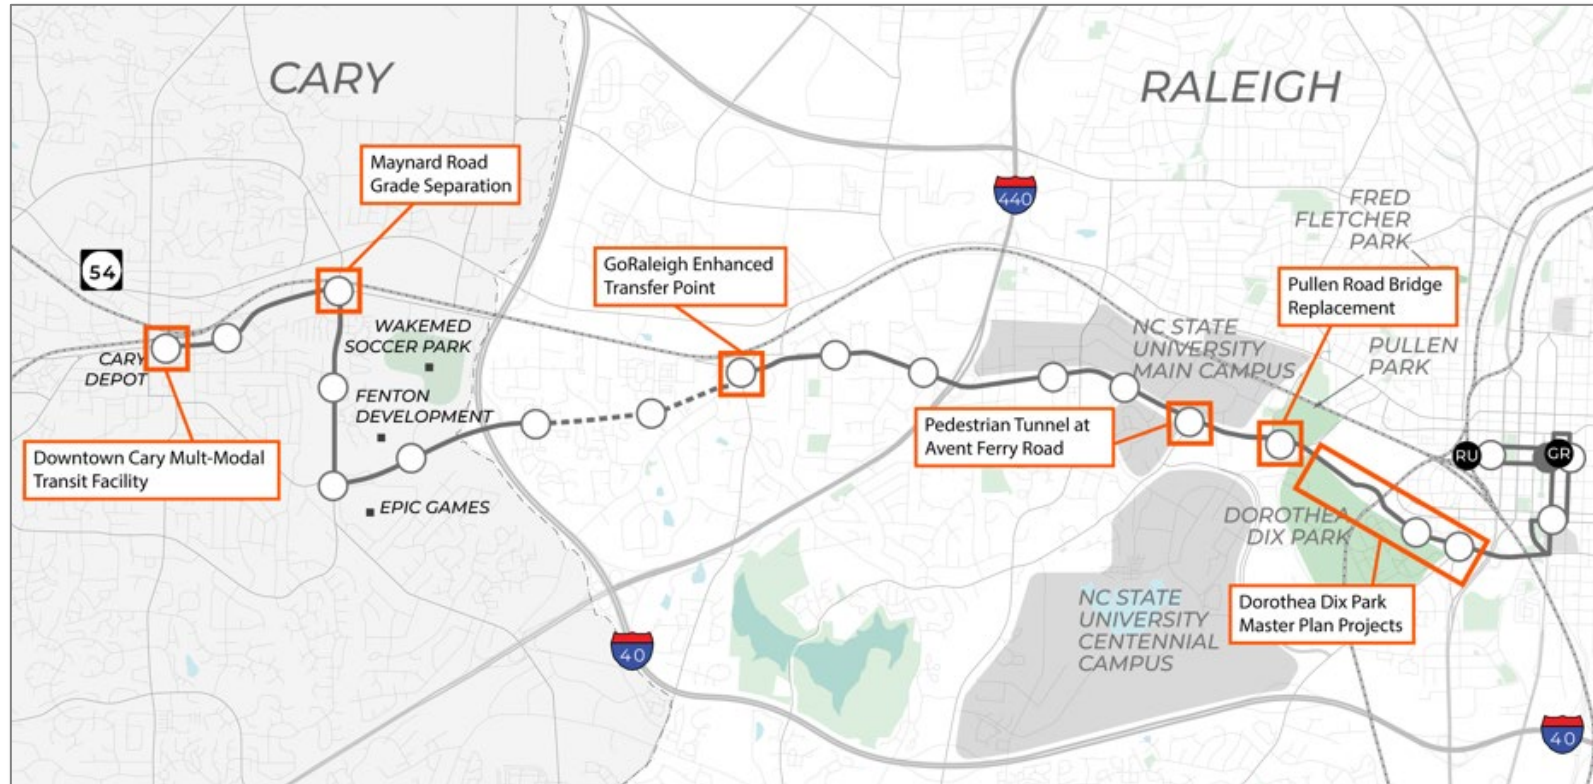 CARY
RALEIGH
Maynard Road
Grade Separation
440
FRED
FLETCHER
PARK
54
GoRaleigh Enhanced
Transfer Point
Pullen Road Bridge
Replacement
WAKEMED
SOCCER PARK
NC STATE
UNIVERSITY
MAIN CAMPUS
PULLEN
PARK
CARY
DEPOT
FENTON
DEVELOPMENT
Pedestrian Tunnel at
Avent Ferry Road
Downtown Cary Mult-Modal
Transit Facility
RU
GR
EPIC GAMES
DOROTHEA
DIX PARK
NC STATE
UNIVERSITY
CENTENNIAL
CAMPUS
Dorothea Dix Park
Master Plan Projects
40
40